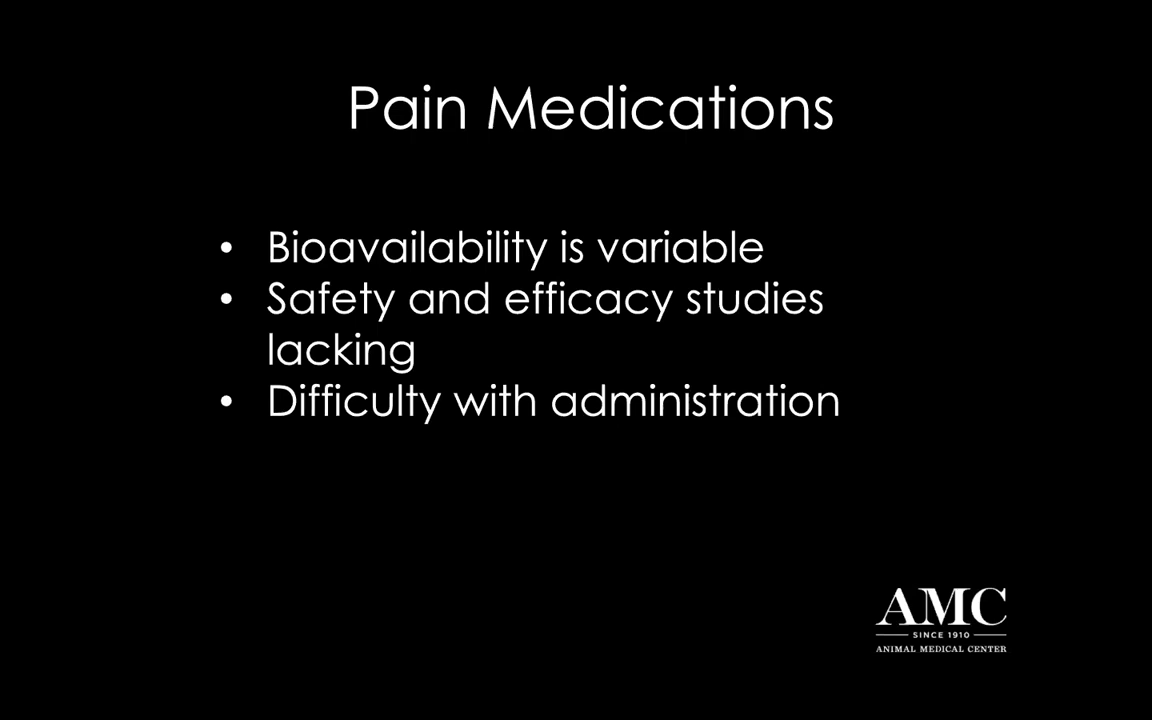 Pain Medications
• Bioavailability is variable
• Safety and efficacy studies
lacking
• Difficulty with administration
AMC
SINCE 1910
ANIMAL MEDICAL CENTER